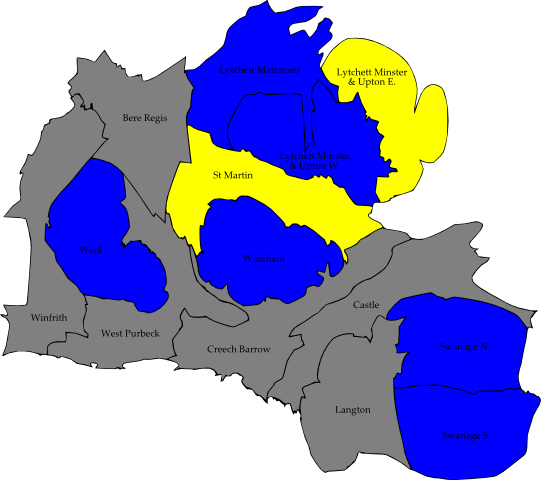 Lytchett Matravers
Lytchett Minster
& Upton E.
Bere Regis
Lytchett Minster
& Upton W.
St Martin
Wool
Wareham
Castle
Winfrith
West Purbeck
Creech Barrow
Swanage N.
Langton
Swanage S.